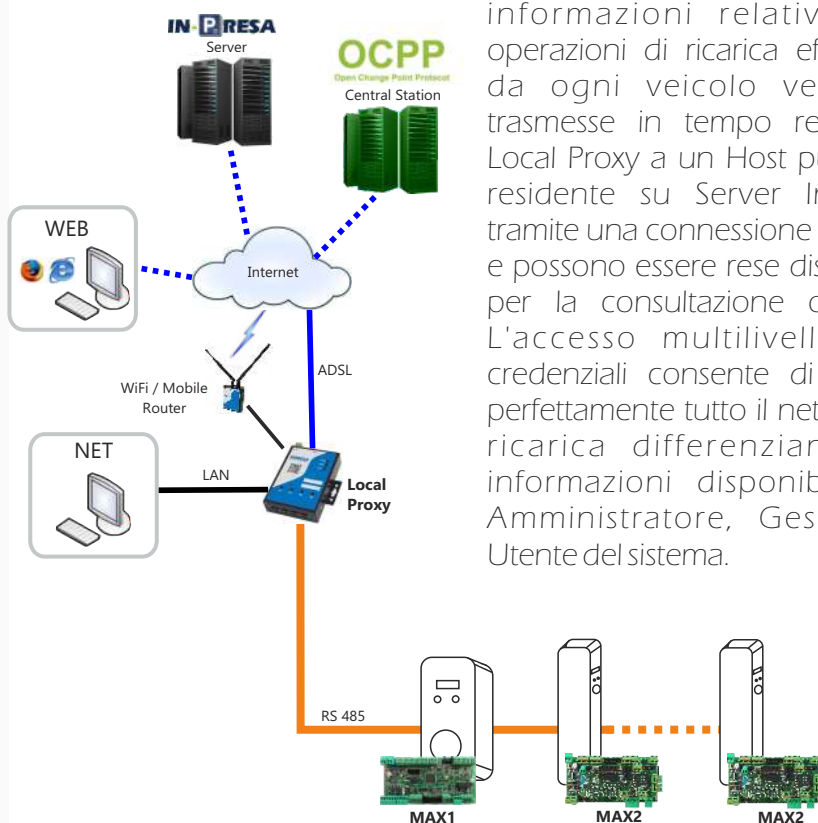 IN-PRESA
Server
OCPP
Open Change Point Protocol
Central Station
WEB
Internet
ADSL
WiFi / Mobile
Router
NET
LAN
Local
Proxy
RS 485
MAX1
MAX2
MAX2
informazioni relativ
operazioni di ricarica ef
da ogni veicolo ve
trasmesse in tempo re
Local Proxy a un Host pu
residente su Server In
tramite una connessione
e possono essere rese dis
per la consultazione o
L'accesso multilivell
credenziali consente di
perfettamente tutto il net
ricarica differenzian
informazioni disponib
Amministratore, Ges
Utente del sistema.